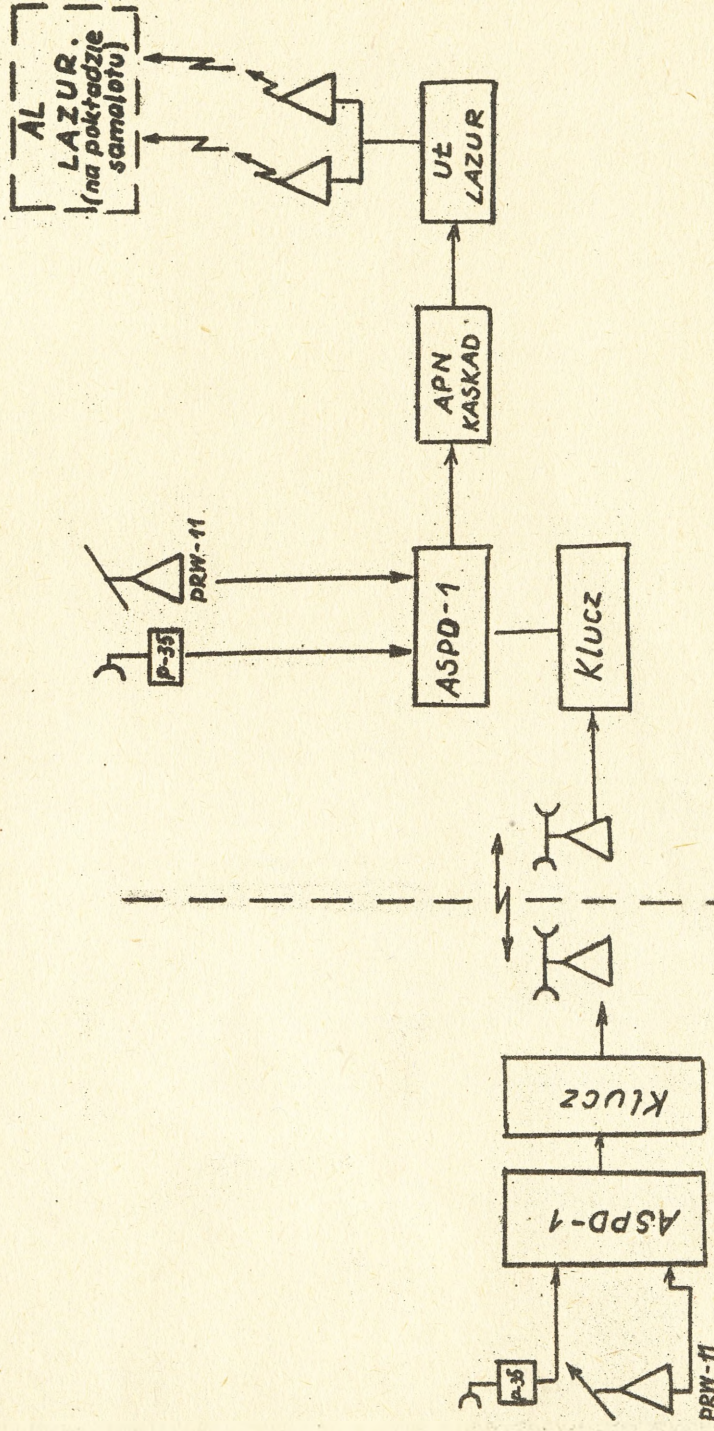 AL
LAZUR.
(na pokładzie
samolotu)
UŁ
LAZUR
APN
KASKAD
PRW-11
P-35
ASPD-1
Klucz
Klucz
ASPD-1
P-35
PRW-11